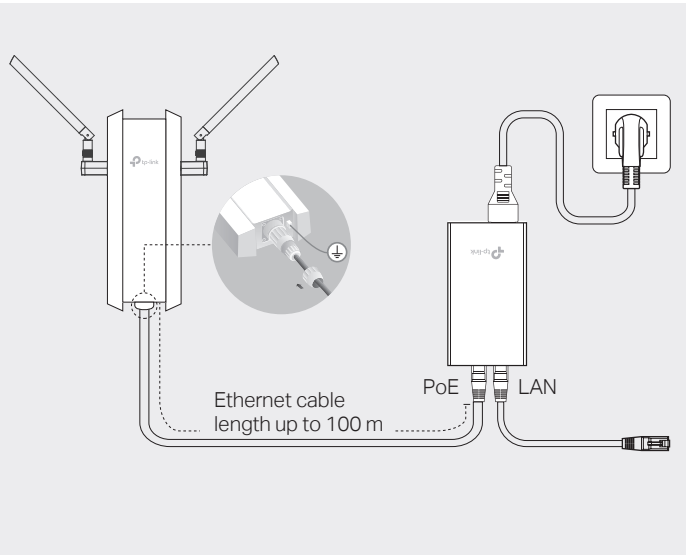 tp-link
tp-link
PoE
LAN
Ethernet cable
length up to 100 m